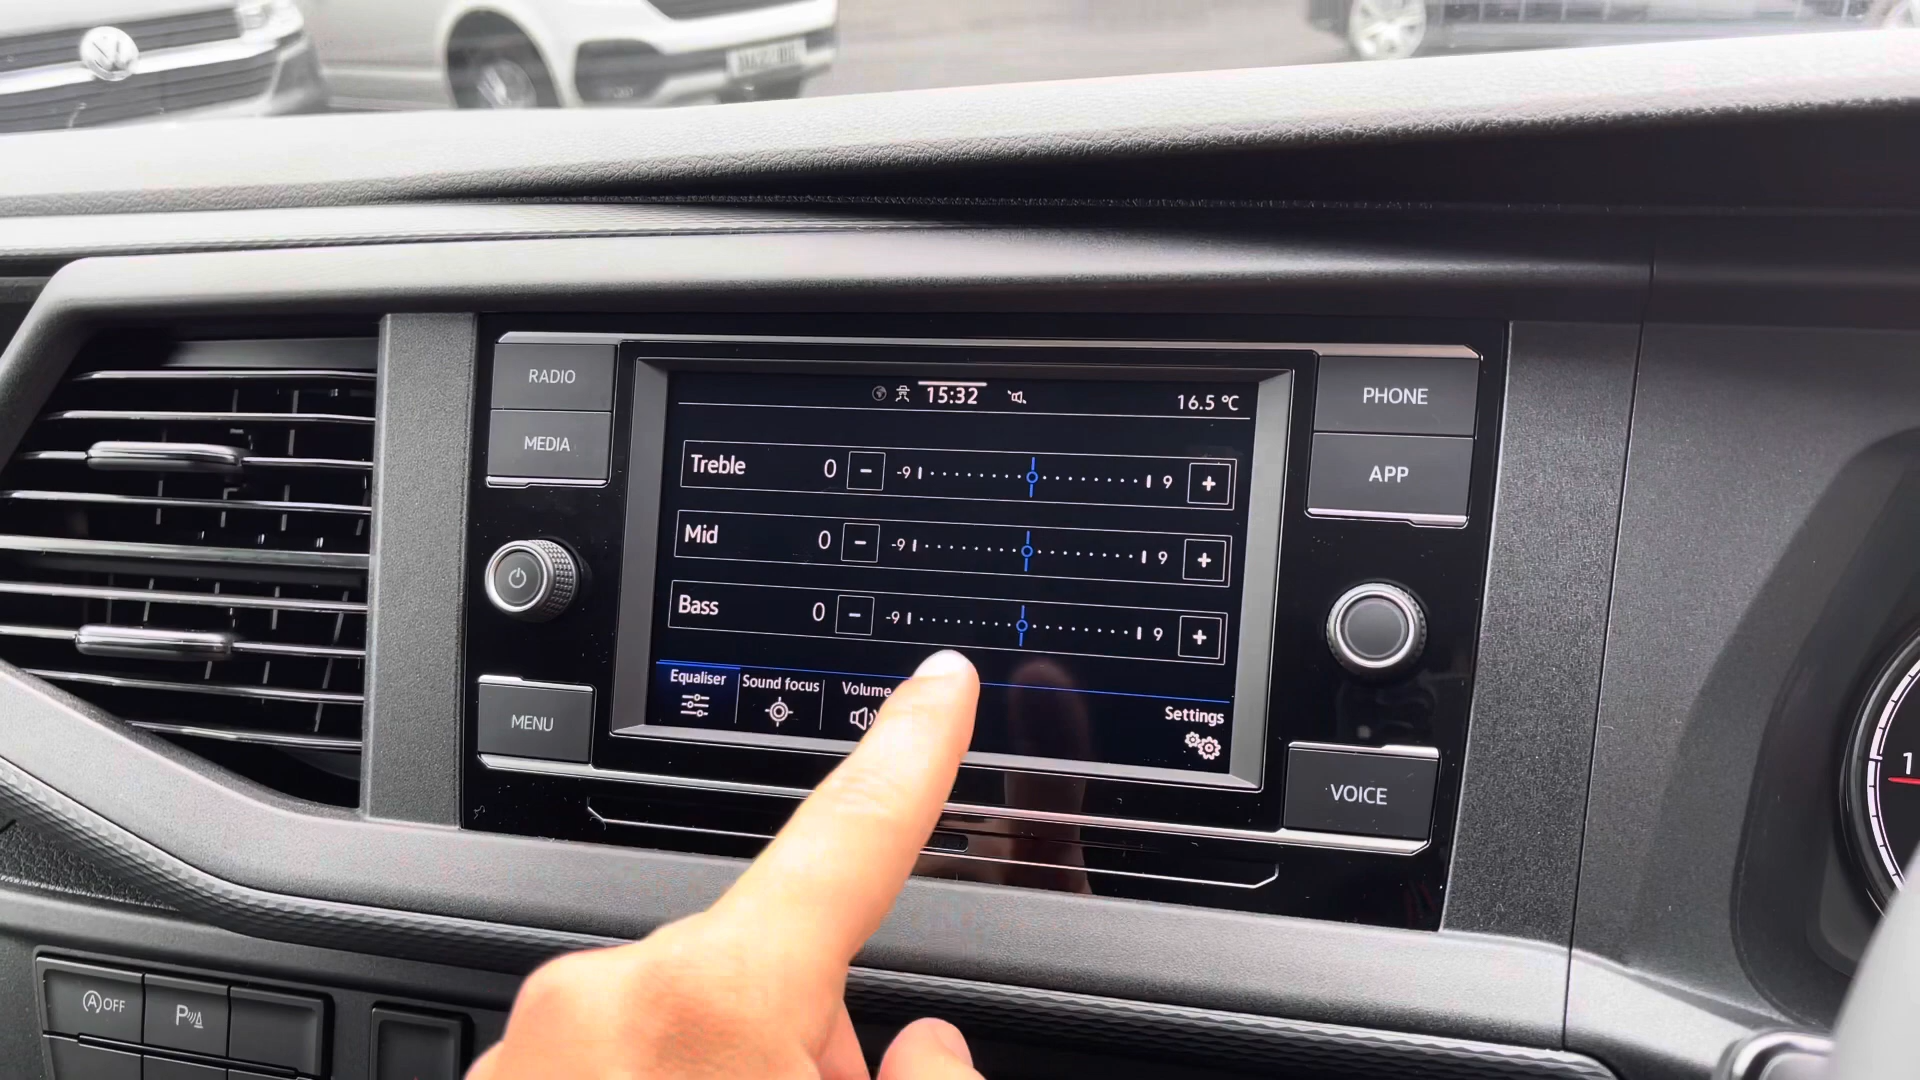 RADIO
MEDIA
MENU
15:32
16.5 °C
Treble 0 - -9 9 +
Mid 0 - -9 9 +
Bass 0 - -9 9 +
Equaliser
Sound focus
Volume
Settings
PHONE
APP
VOICE
A OFF
P
1